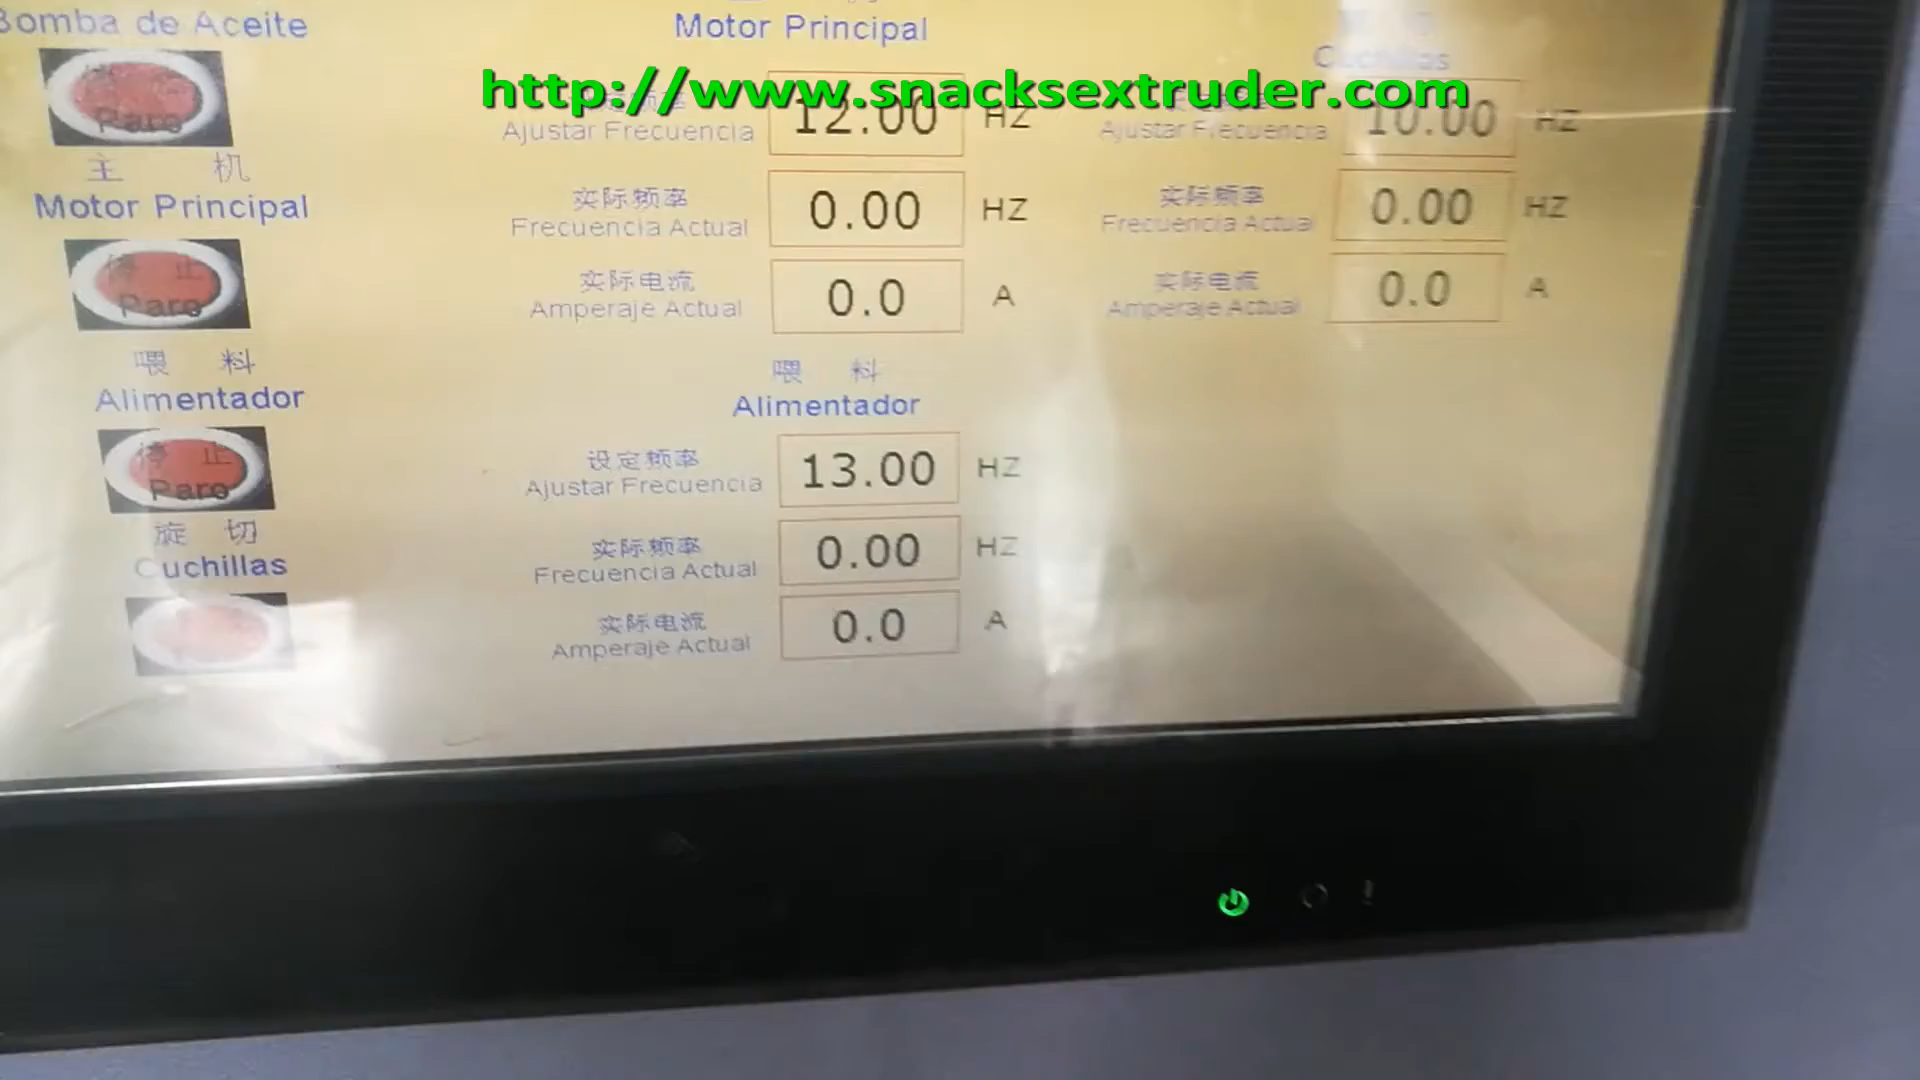 Bomba de Aceite
Paro
主 机
Motor Principal
停 止
Paro
喂 料
Alimentador
停 止
Paro
旋 切
Cuchillas
Motor Principal
http://www.snacksextruder.com
Ajustar Frecuencia 12.00 HZ
实际频率
Frecuencia Actual 0.00 HZ
实际电流
Amperaje Actual 0.0 A
Cuchillas
Ajustar Frecuencia 10.00 HZ
实际频率
Frecuencia Actual 0.00 HZ
实际电流
Amperaje Actual 0.0 A
喂 料
Alimentador
设定频率
Ajustar Frecuencia 13.00 HZ
实际频率
Frecuencia Actual 0.00 HZ
实际电流
Amperaje Actual 0.0 A